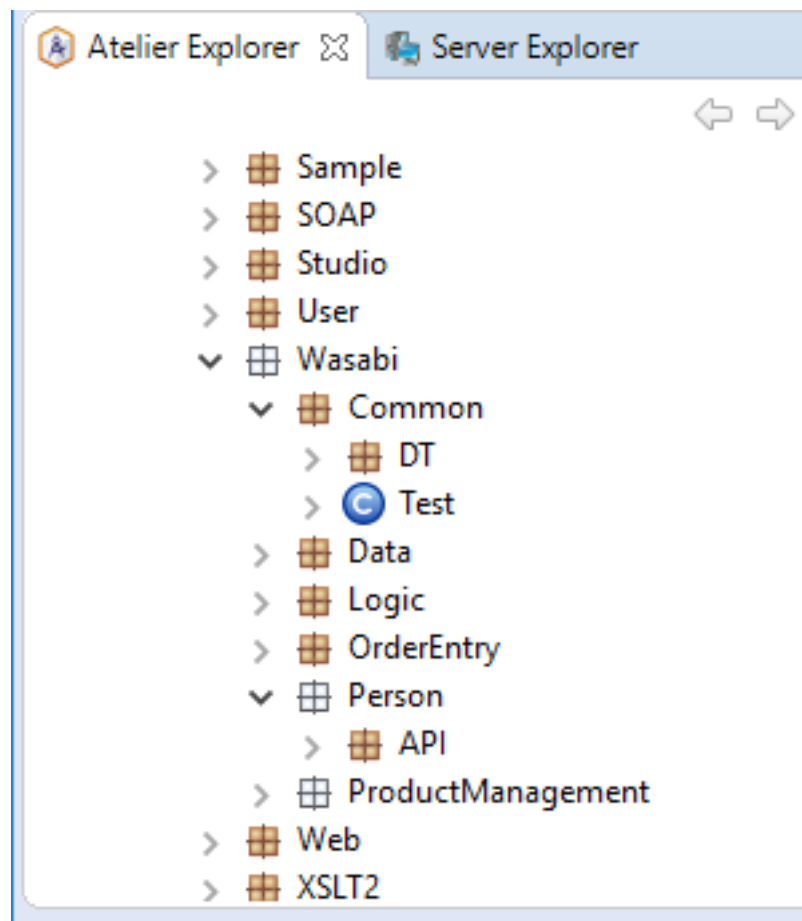 Atelier Explorer Server Explorer
Sample
SOAP
Studio
User
Wasabi
Common
DT
C Test
Data
Logic
OrderEntry
Person
API
ProductManagement
Web
XSLT2